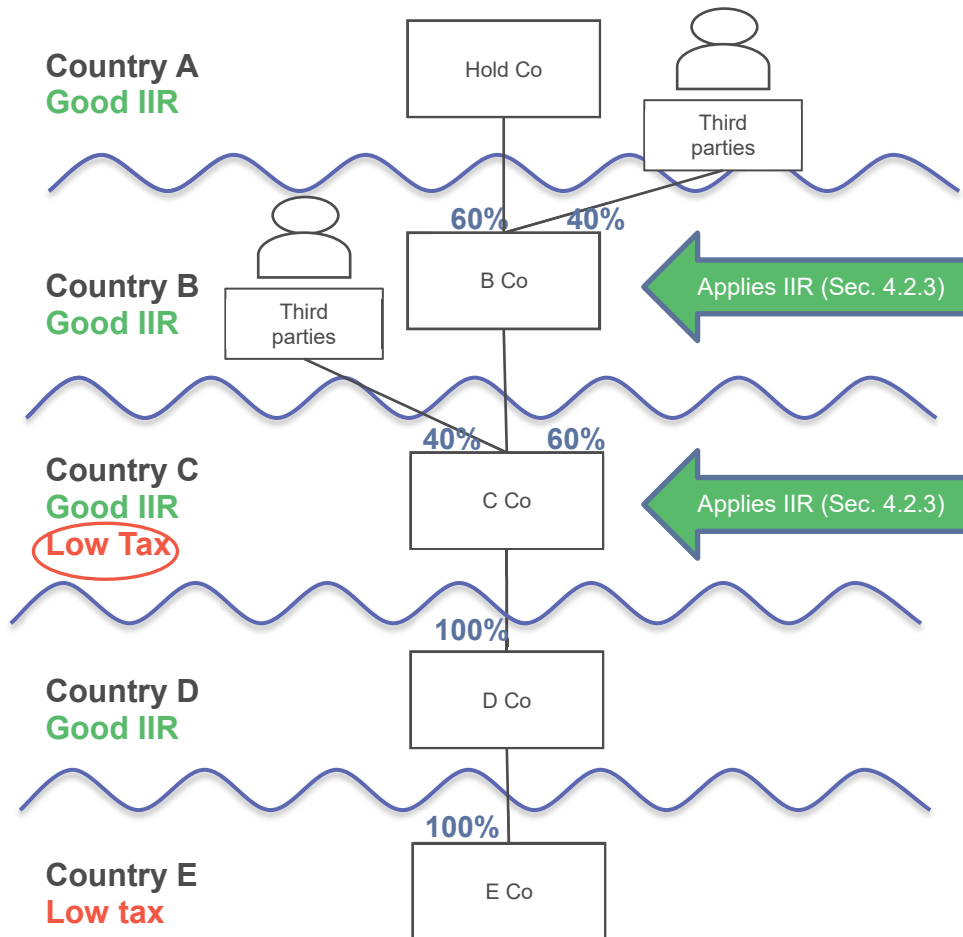 Country A
Good IIR
Hold Co
Third
parties
60%
40%
Country B
Good IIR
Third
parties
B Co
Applies IIR (Sec. 4.2.3)
40%
60%
Country C
Good IIR
Low Tax
C Co
Applies IIR (Sec. 4.2.3)
100%
Country D
Good IIR
D Co
100%
Country E
Low tax
E Co